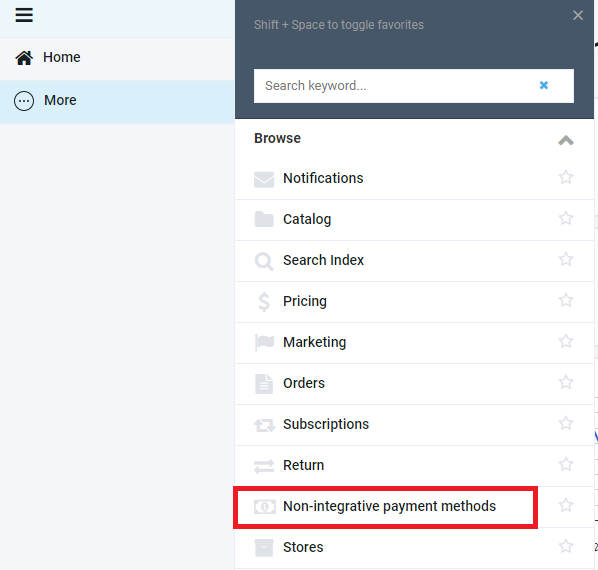 Shift + Space to toggle favorites
Home
Search keyword...
More
Browse
Notifications
Catalog
Search Index
Pricing
Marketing
Orders
Subscriptions
Return
Non-integrative payment methods
Stores